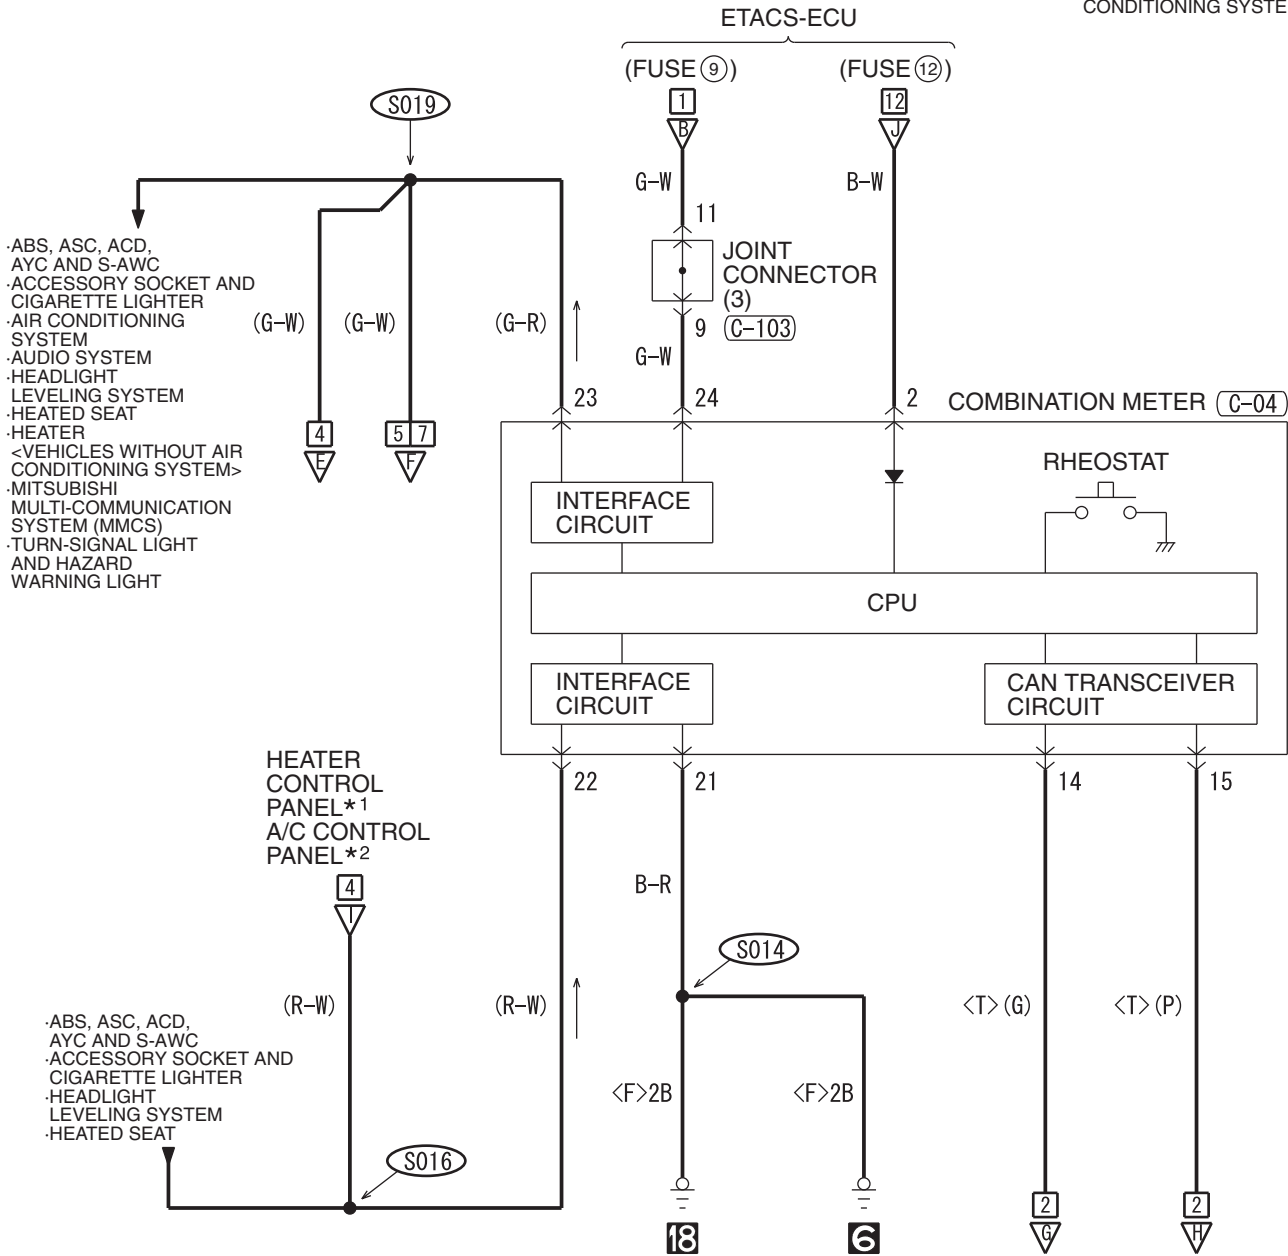 CONDITIONING SYSTE
ETACS-ECU
(FUSE 9)
(FUSE 12)
1
12
B
J
S019
G-W
B-W
11
JOINT
CONNECTOR
(3)
9
C-103
G-W
·ABS, ASC, ACD,
AYC AND S-AWC
·ACCESSORY SOCKET AND
CIGARETTE LIGHTER
·AIR CONDITIONING
SYSTEM
·AUDIO SYSTEM
·HEADLIGHT
LEVELING SYSTEM
·HEATED SEAT
·HEATER
<VEHICLES WITHOUT AIR
CONDITIONING SYSTEM>
·MITSUBISHI
MULTI-COMMUNICATION
SYSTEM (MMCS)
·TURN-SIGNAL LIGHT
AND HAZARD
WARNING LIGHT
(G-W)
(G-W)
(G-R)
4
5 7
E
F
23
24
2
COMBINATION METER
C-04
INTERFACE
CIRCUIT
RHEOSTAT
CPU
INTERFACE
CIRCUIT
CAN TRANSCEIVER
CIRCUIT
22
21
14
15
HEATER
CONTROL
PANEL*1
A/C CONTROL
PANEL*2
4
I
B-R
S014
(R-W)
(R-W)
<T>(G)
<T>(P)
·ABS, ASC, ACD,
AYC AND S-AWC
·ACCESSORY SOCKET AND
CIGARETTE LIGHTER
·HEADLIGHT
LEVELING SYSTEM
·HEATED SEAT
<F>2B
<F>2B
S016
18
6
2
G
2
H